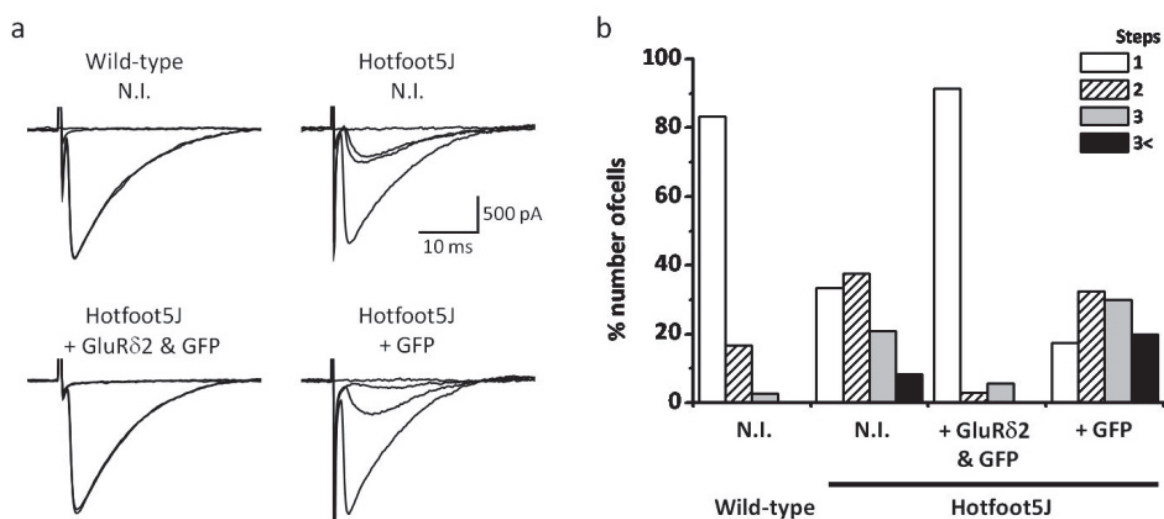 a
Wild-type
N.I.
Hotfoot5J
N.I.
500 pA
10 ms
Hotfoot5J
+ GluRδ2 & GFP
Hotfoot5J
+ GFP
b
Steps
1
2
3
3<
% number ofcells
100
80
60
40
20
0
N.I.
N.I.
+ GluRδ2
& GFP
+ GFP
Wild-type
Hotfoot5J